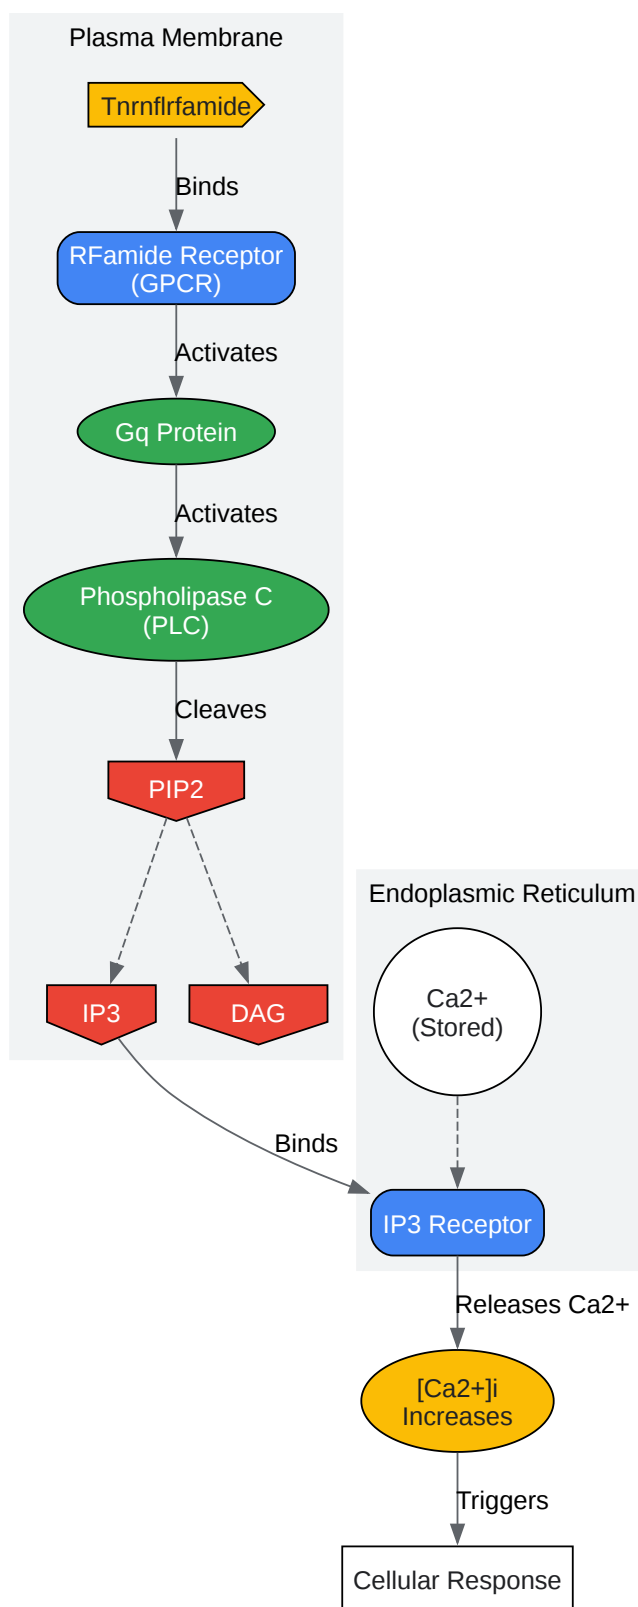 Plasma Membrane
Tnrnflrfamide
Binds
RFamide Receptor
(GPCR)
Activates
Gq Protein
Activates
Phospholipase C
(PLC)
Cleaves
PIP2
IP3
DAG
Endoplasmic Reticulum
Ca2+
(Stored)
Binds
IP3 Receptor
Releases Ca2+
[Ca2+]i
Increases
Triggers
Cellular Response